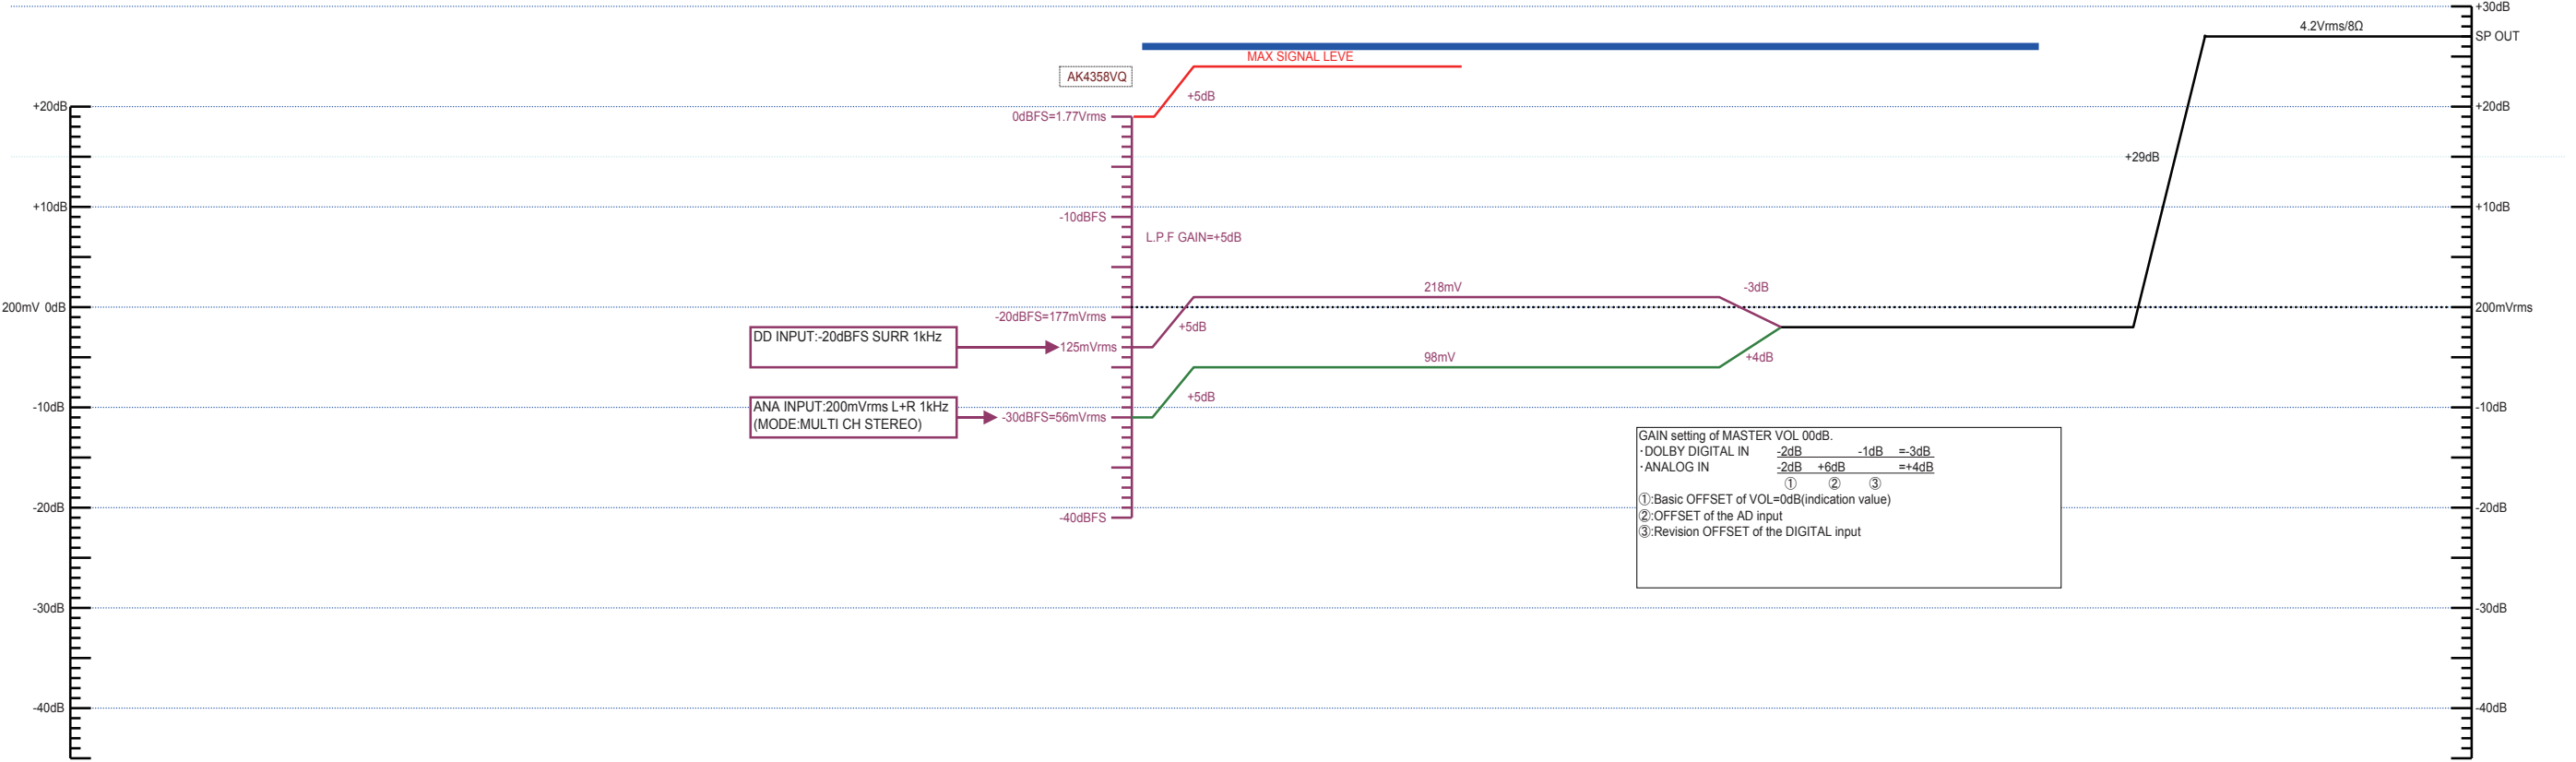 +30dB
4.2Vrms/8Ω
SP OUT
MAX SIGNAL LEVE
AK4358VQ
+5dB
+20dB
+20dB
0dBFS=1.77Vrms
+29dB
+10dB
+10dB
-10dBFS
L.P.F GAIN=+5dB
218mV
-3dB
200mV 0dB
200mVrms
-20dBFS=177mVrms
+5dB
DD INPUT:-20dBFS SURR 1kHz
125mVrms
98mV
+4dB
+5dB
ANA INPUT:200mVrms L+R 1kHz
(MODE:MULTI CH STEREO)
-30dBFS=56mVrms
-10dB
-10dB
GAIN setting of MASTER VOL 00dB.
·DOLBY DIGITAL IN -2dB -1dB =-3dB
·ANALOG IN -2dB +6dB =+4dB
① ② ③
①:Basic OFFSET of VOL=0dB(indication value)
②:OFFSET of the AD input
③:Revision OFFSET of the DIGITAL input
-20dB
-20dB
-40dBFS
-30dB
-30dB
-40dB
-40dB